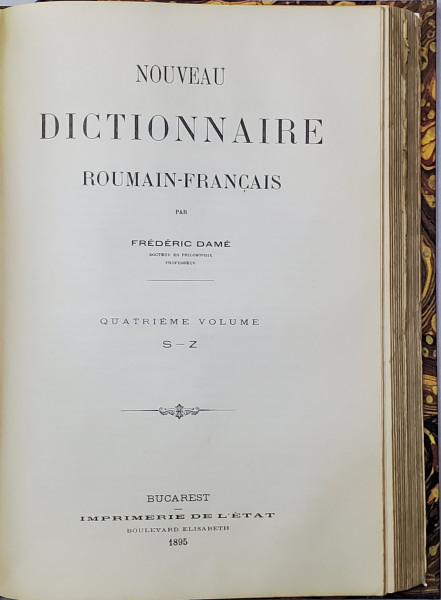 NOUVEAU
DICTIONNAIRE
ROUMAIN-FRANÇAIS
PAR
FRÉDÉRIC DAMÉ
DOCTEUR EN PHILOSOPHIE
PROFESSEUR
QUATRIÉME VOLUME
S – Z
BUCAREST
IMPRIMERIE DE L'ÉTAT
BOULEVARD ELISABETH
1895